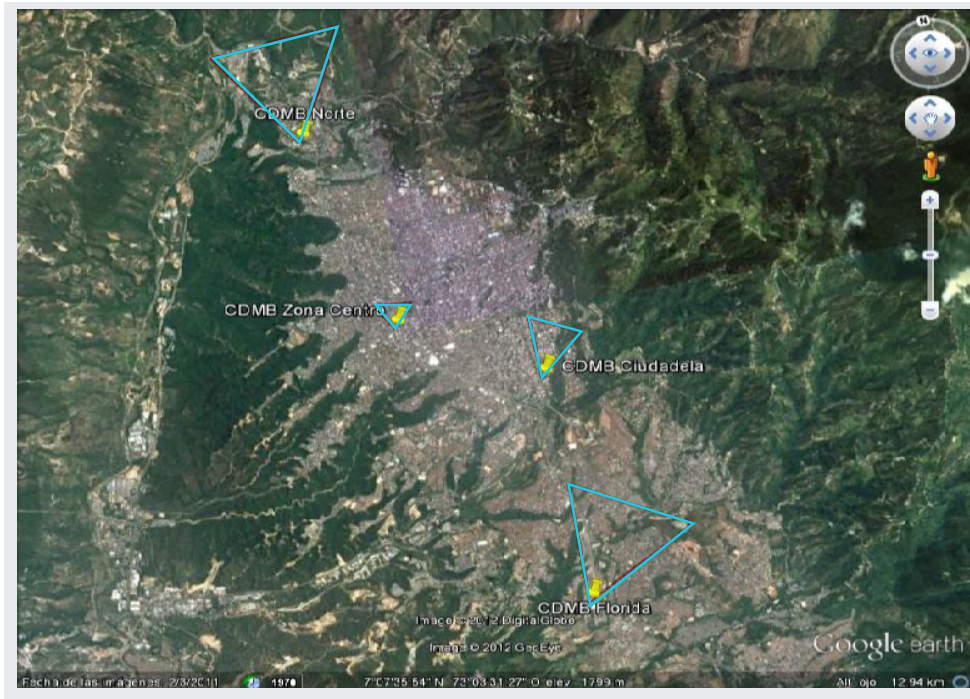 N
CDMB Norte
CDMB Zona Centro
CDMB Ciudadela
CDMB Florida
Image © 2012 DigitalGlobe
Image © 2012 GeoEye
Google earth
Fecha de las imágenes: 2/3/2011 1970 7°07'35.54" N 73°03'31.27" O elev 1799 m Alt. ojo 12.94 km